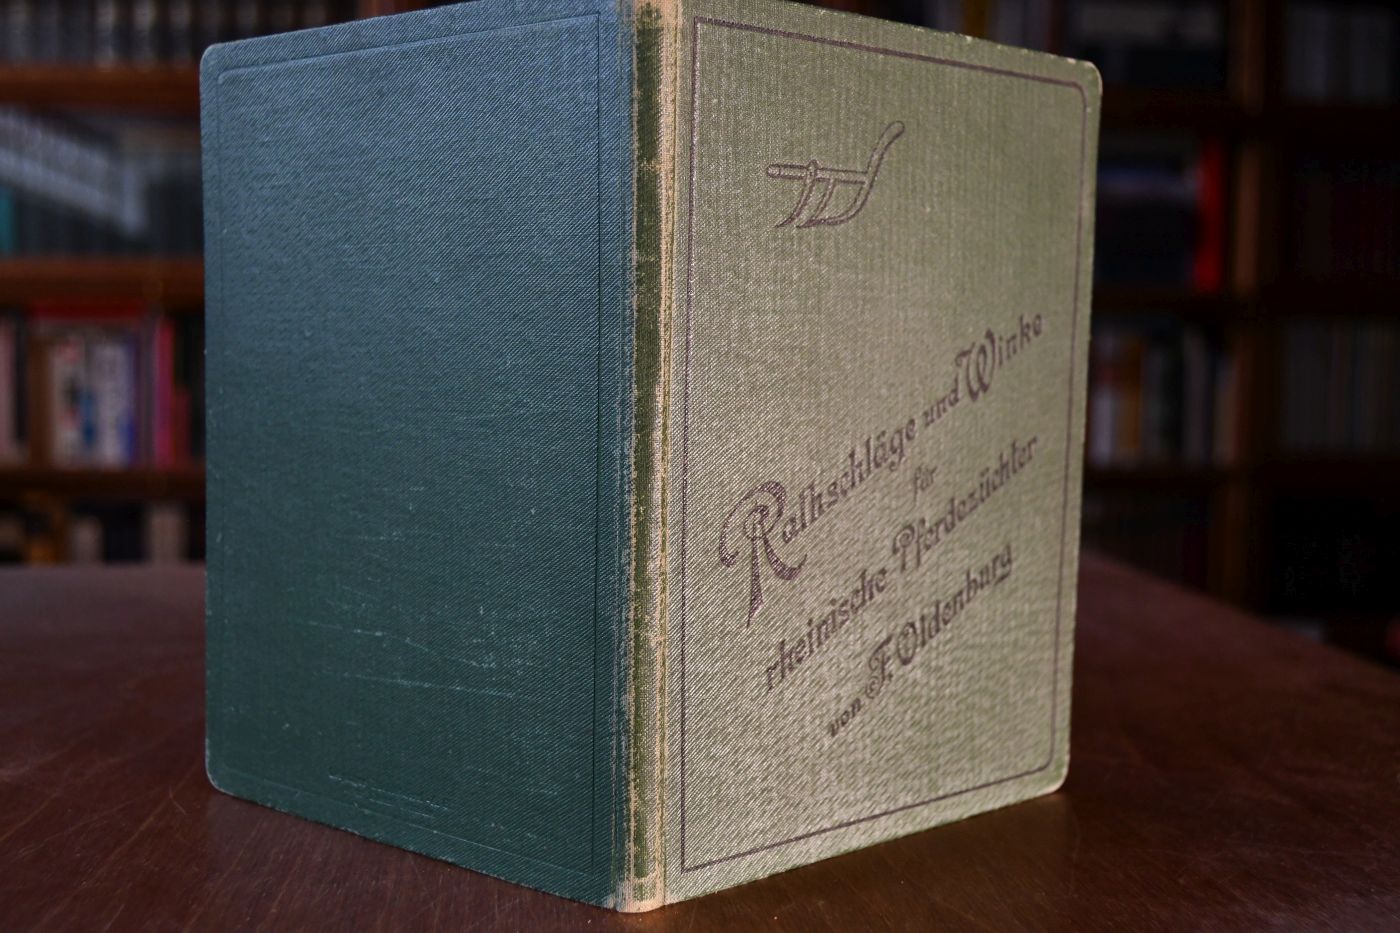 Rathschläge und Winke
für
rheinische Pferdezüchter
von F. Oldenburg